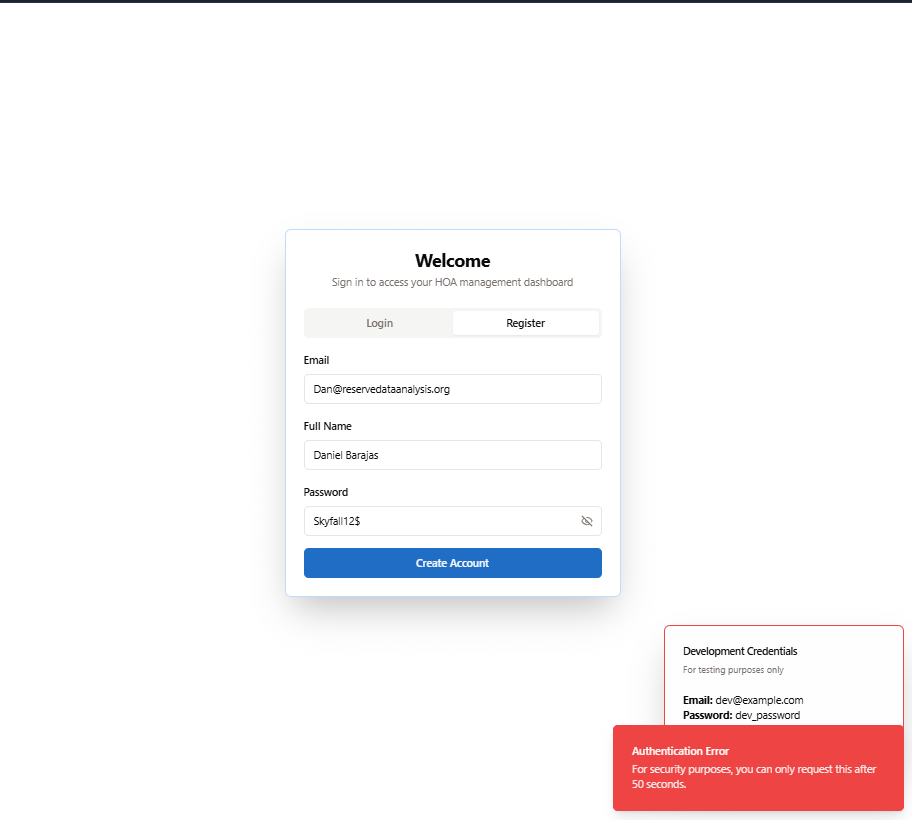 Welcome
Sign in to access your HOA management dashboard
Login
Register
Email
Dan@reservedataanalysis.org
Full Name
Daniel Barajas
Password
Skyfall12$
Create Account
Development Credentials
For testing purposes only
Email: dev@example.com
Password: dev_password
Authentication Error
For security purposes, you can only request this after
50 seconds.